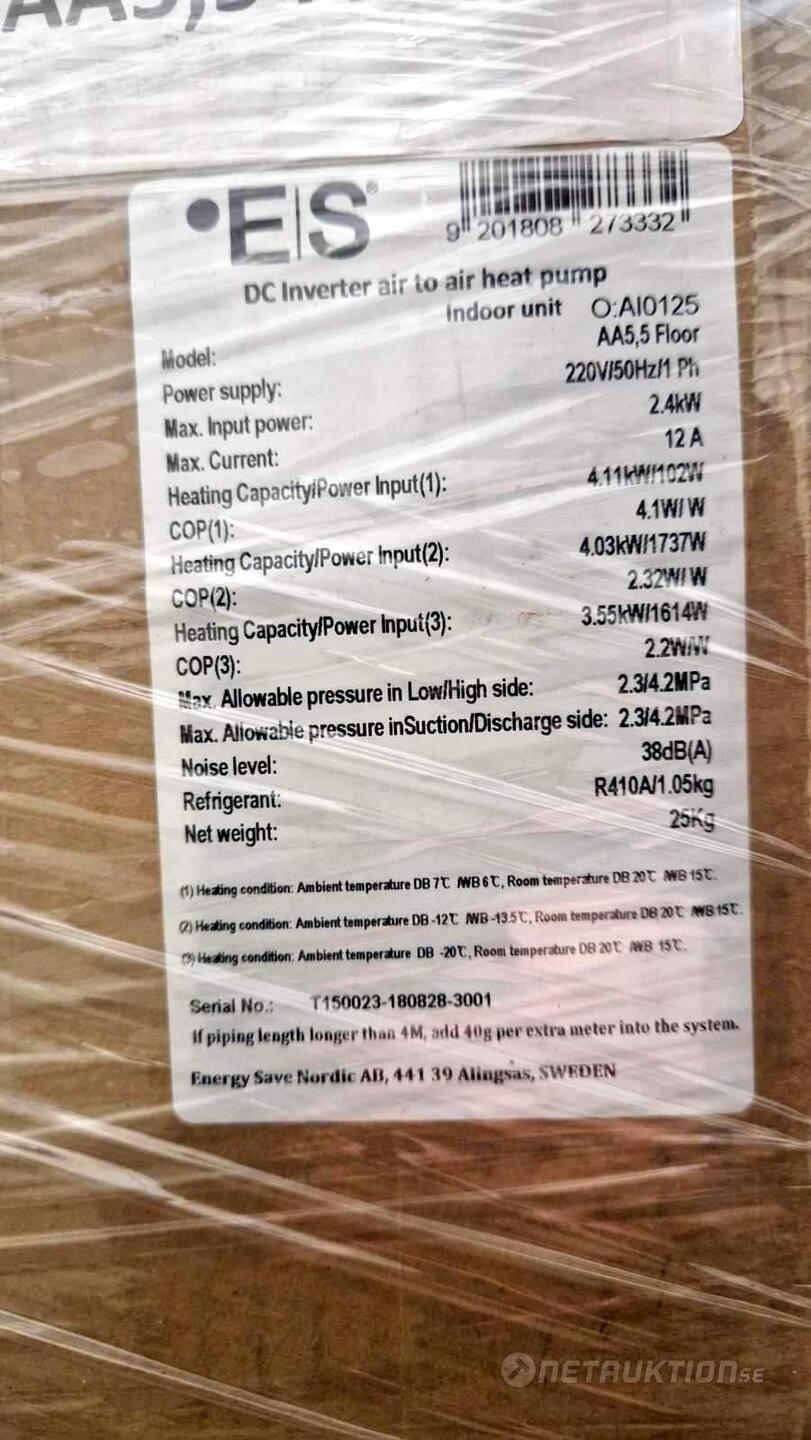 AA5,5
E|S®
9 201808 273332
DC Inverter air to air heat pump
Indoor unit O:AI0125
Model: AA5,5 Floor
Power supply: 220V/50Hz/1 Ph
Max. Input power: 2.4kW
Max. Current: 12 A
Heating Capacity/Power Input(1): 4.11kW/102W
COP(1): 4.1W/W
Heating Capacity/Power Input(2): 4.03kW/1737W
COP(2): 2.32W/W
Heating Capacity/Power Input(3): 3.55kW/1614W
COP(3): 2.2W/W
Max. Allowable pressure in Low/High side: 2.3/4.2MPa
Max. Allowable pressure inSuction/Discharge side: 2.3/4.2MPa
Noise level: 38dB(A)
Refrigerant: R410A/1.05kg
Net weight: 25Kg
(1) Heating condition: Ambient temperature DB 7℃ /WB 6℃, Room temperature DB 20℃ /WB 15℃.
(2) Heating condition: Ambient temperature DB -12℃ /WB -13.5℃, Room temperature DB 20℃ /WB 15℃.
(3) Heating condition: Ambient temperature DB -20℃, Room temperature DB 20℃ /WB 15℃.
Serial No.: T150023-180828-3001
If piping length longer than 4M, add 40g per extra meter into the system.
Energy Save Nordic AB, 441 39 Alingsas, SWEDEN
NETAUKTION.SE